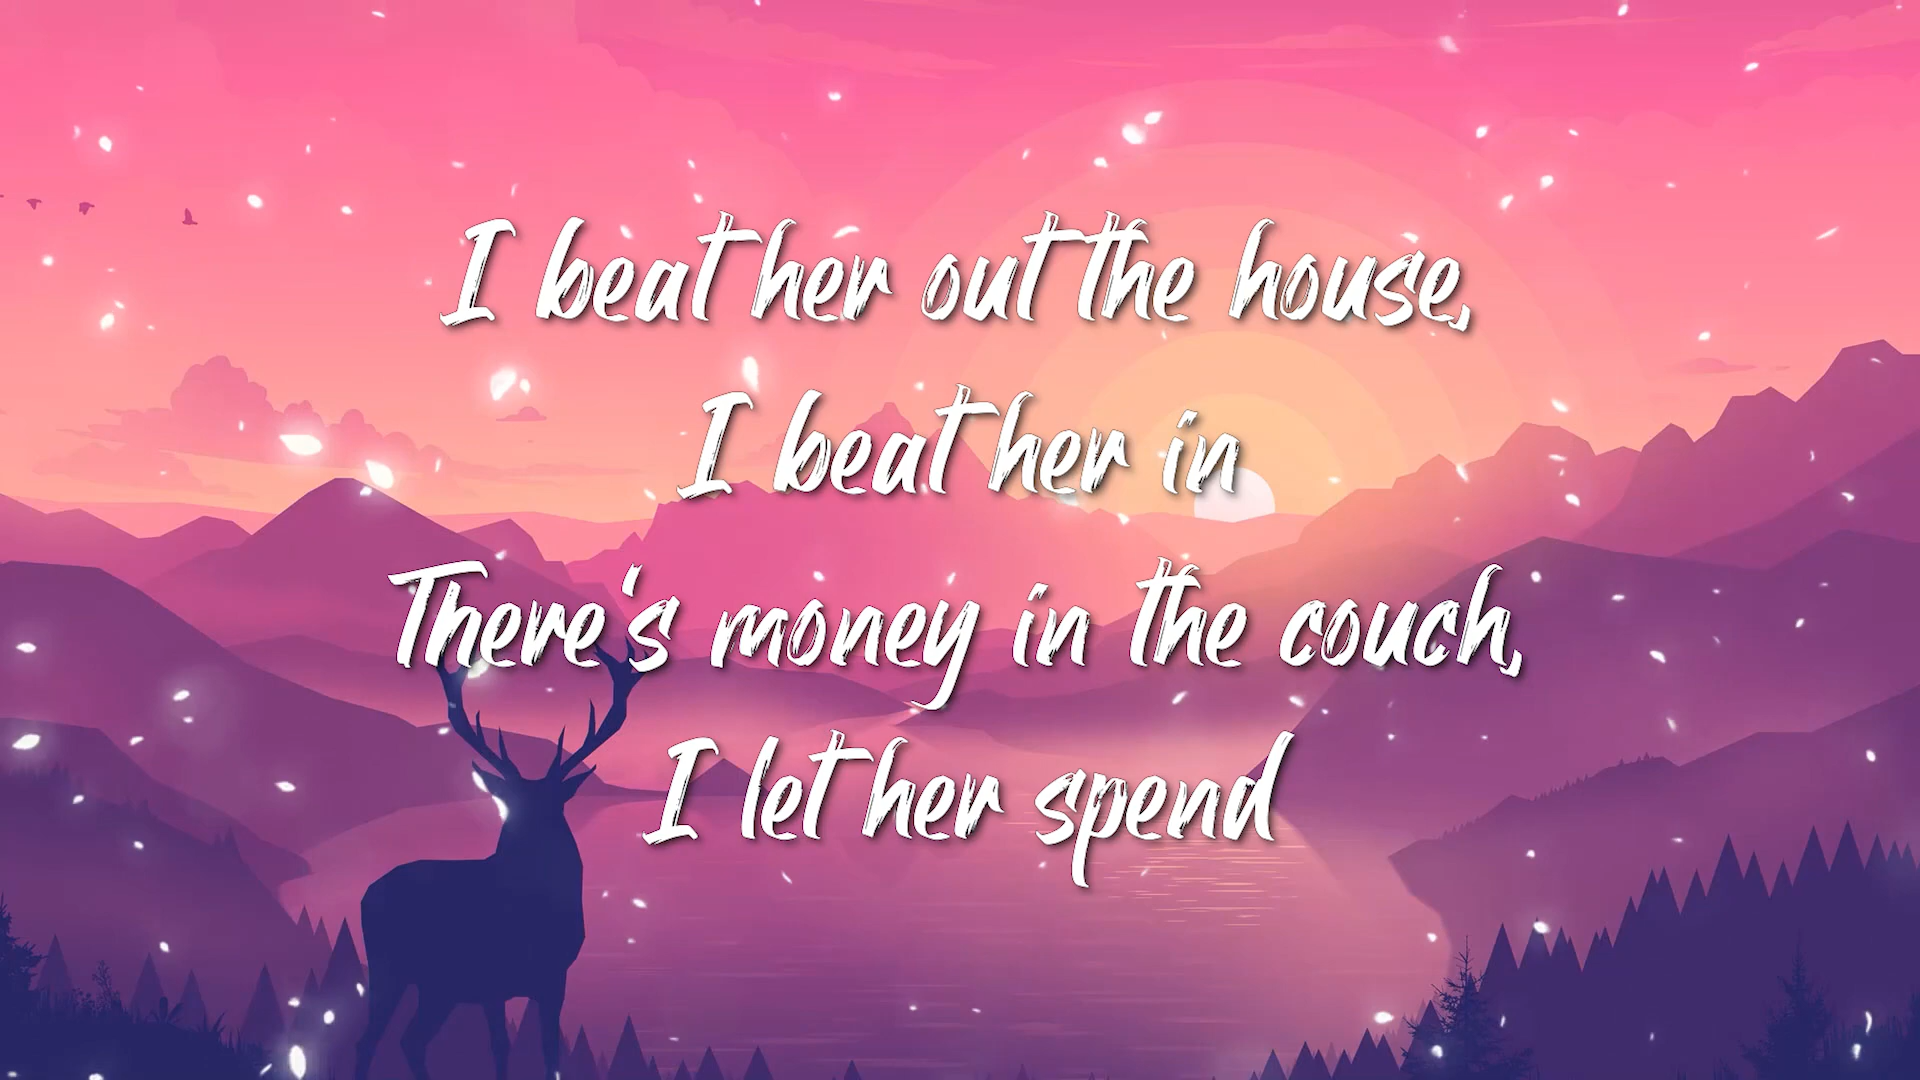 I beat her out the house,
I beat her in
There's money in the couch,
I let her spend